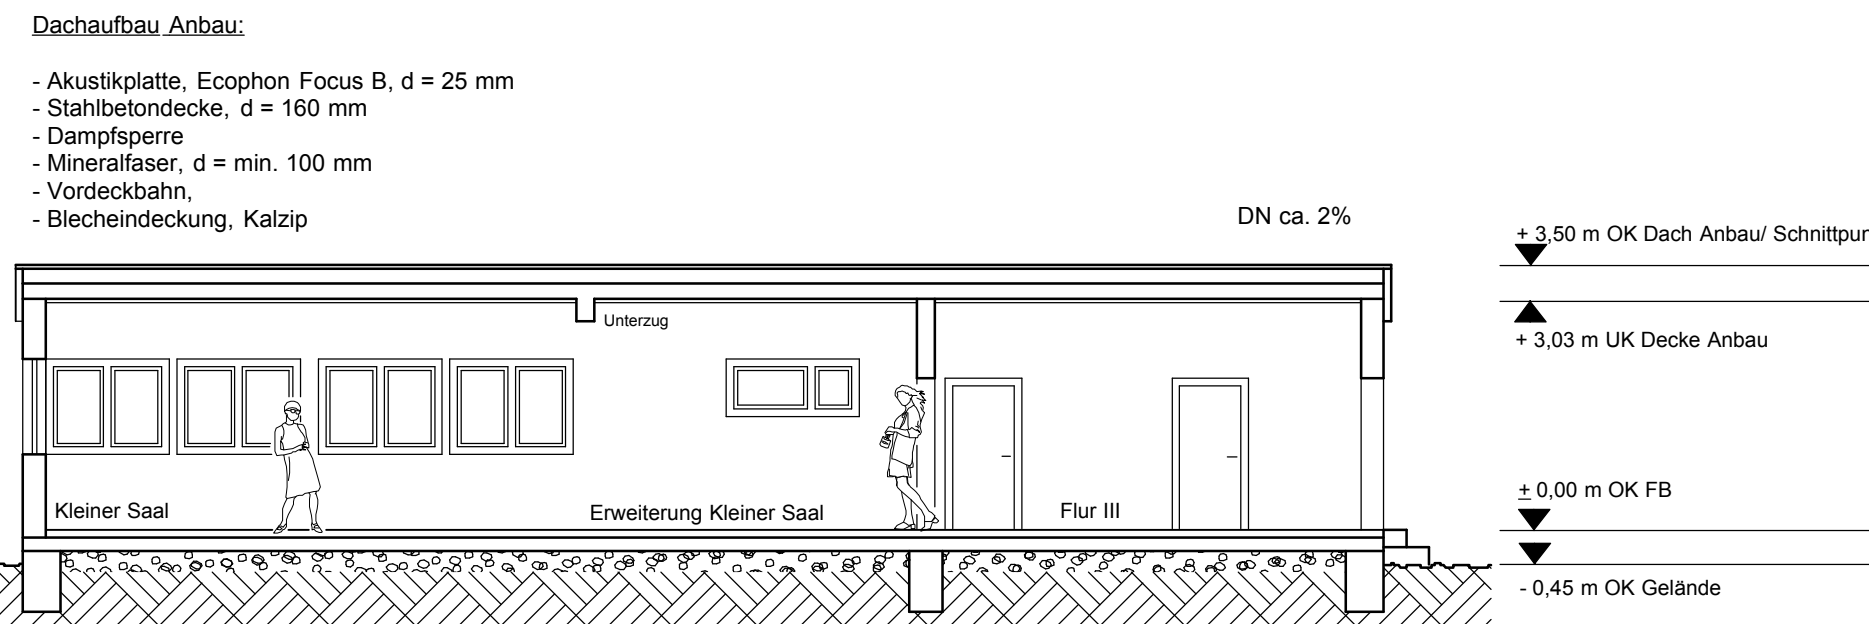 Dachaufbau Anbau:
- Akustikplatte, Ecophon Focus B, d = 25 mm
- Stahlbetondecke, d = 160 mm
- Dampfsperre
- Mineralfaser, d = min. 100 mm
- Vordeckbahn,
- Blecheindeckung, Kalzip
DN ca. 2%
+ 3,50 m OK Dach Anbau/ Schnittpun
Unterzug
+ 3,03 m UK Decke Anbau
Kleiner Saal
Erweiterung Kleiner Saal
Flur III
± 0,00 m OK FB
- 0,45 m OK Gelände